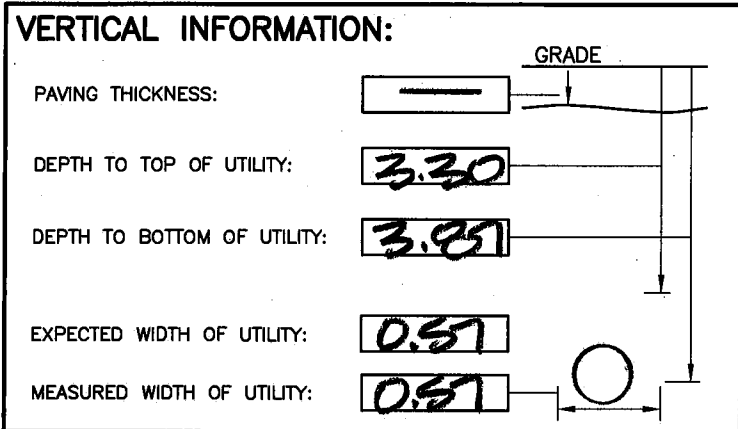 VERTICAL INFORMATION:
GRADE
PAVING THICKNESS: —
DEPTH TO TOP OF UTILITY: 3.30
DEPTH TO BOTTOM OF UTILITY: 3.87
EXPECTED WIDTH OF UTILITY: 0.57
MEASURED WIDTH OF UTILITY: 0.57